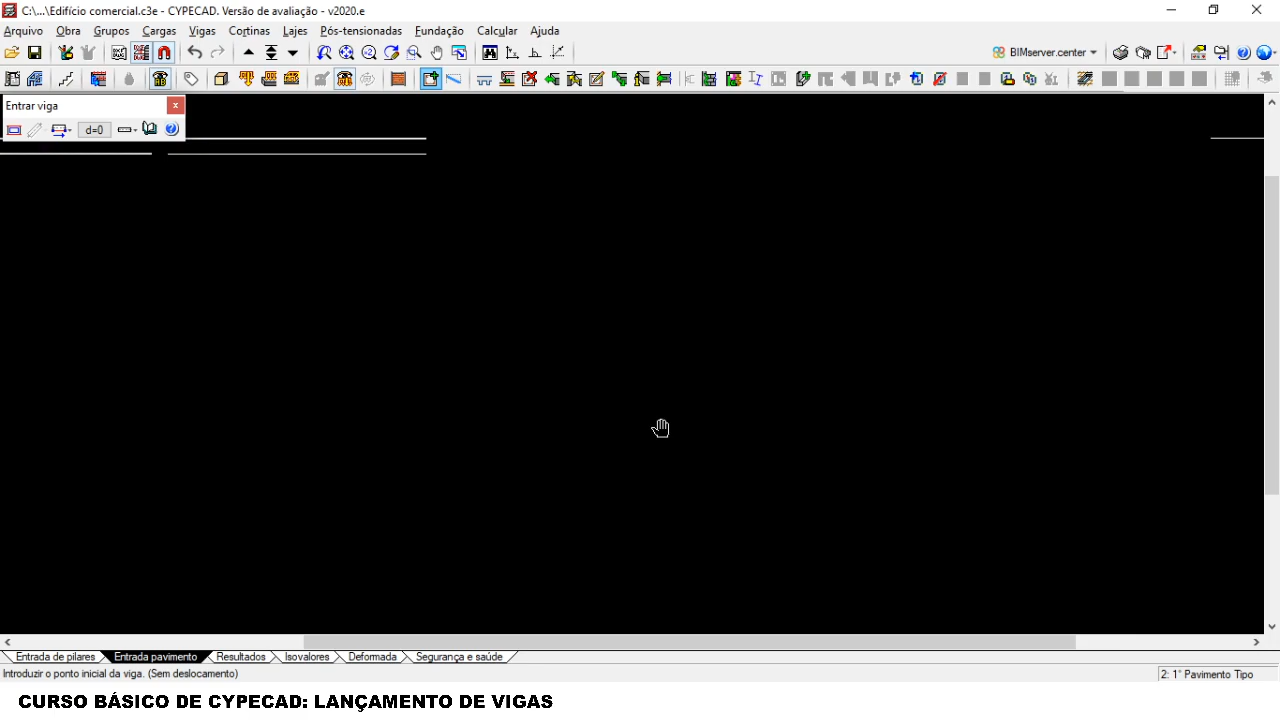 C:\...\Edifício comercial.c3e - CYPECAD. Versão de avaliação - v2020.e
Arquivo Obra Grupos Cargas Vigas Cortinas Lajes Pós-tensionadas Fundação Calcular Ajuda
BIMserver.center
Entrar viga
d=0
Entrada de pilares Entrada pavimento Resultados Isovalores Deformada Segurança e saúde
Introduzir o ponto inicial da viga. (Sem deslocamento) 2: 1° Pavimento Tipo
CURSO BÁSICO DE CYPECAD: LANÇAMENTO DE VIGAS